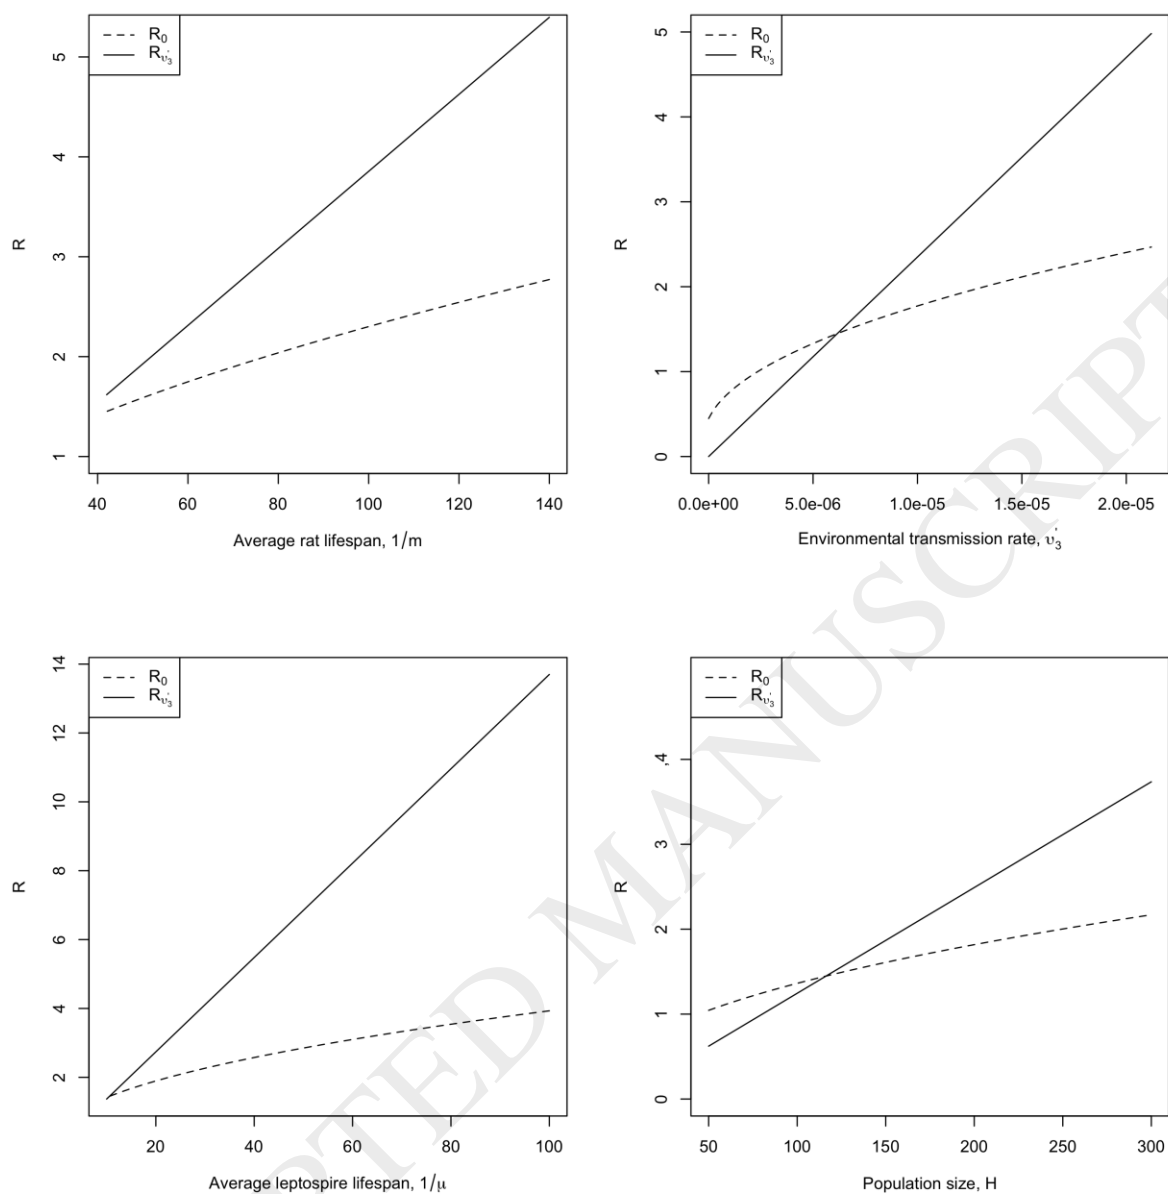 R0
Rυ'3
5
4
3
2
1
R
40 60 80 100 120 140
Average rat lifespan, 1/m
R0
Rυ'3
5
4
3
2
1
0
R
0.0e+00 5.0e-06 1.0e-05 1.5e-05 2.0e-05
Environmental transmission rate, υ'3
R0
Rυ'3
14
12
10
8
6
4
2
R
20 40 60 80 100
Average leptospire lifespan, 1/μ
R0
Rυ'3
,4
3
2
1
0
R
50 100 150 200 250 300
Population size, H
PTED MANUSCRIPT